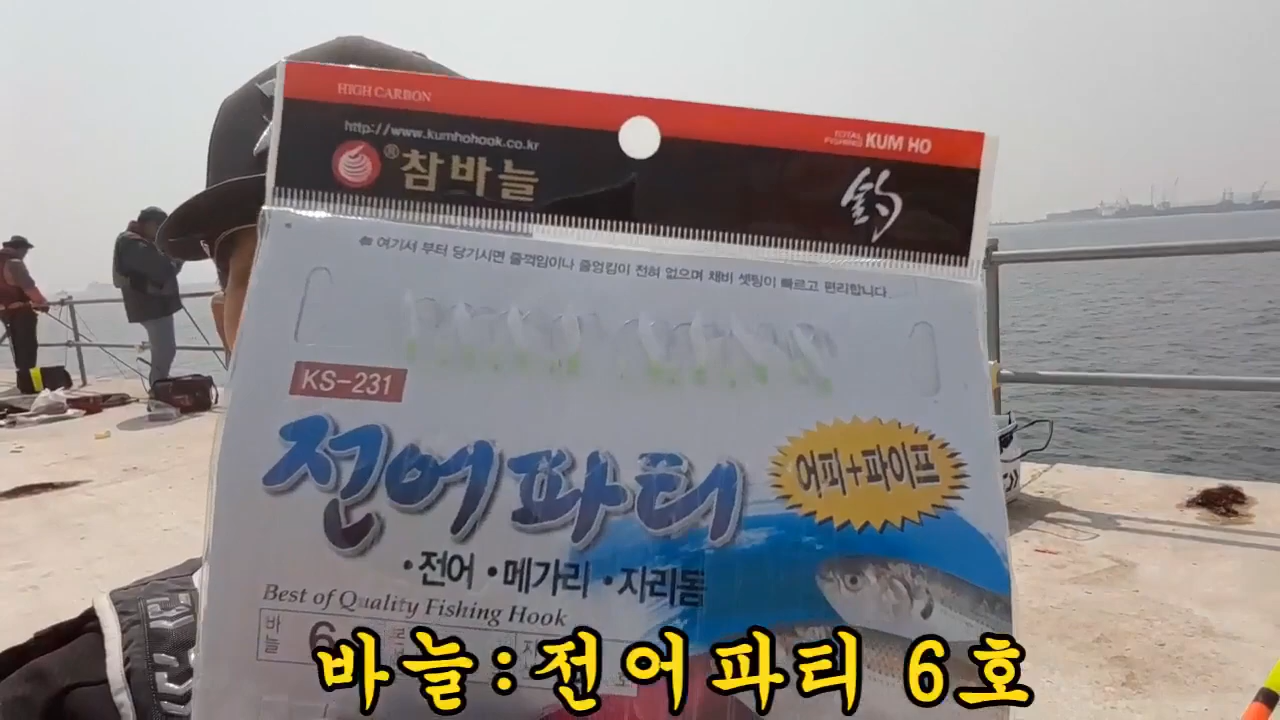 HIGH CARBON
http://www.kumhohook.co.kr
TOTAL FISHING KUM HO
® 참바늘
釣
여기서 부터 당기시면 줄꺽임이나 줄엉킴이 전혀 없으며 채비 셋팅이 빠르고 편리합니다.
KS-231
전어파티
어피+파이프
·전어 ·메가리 ·자리돔
Best of Quality Fishing Hook
바늘 6
바늘:전어파티 6호